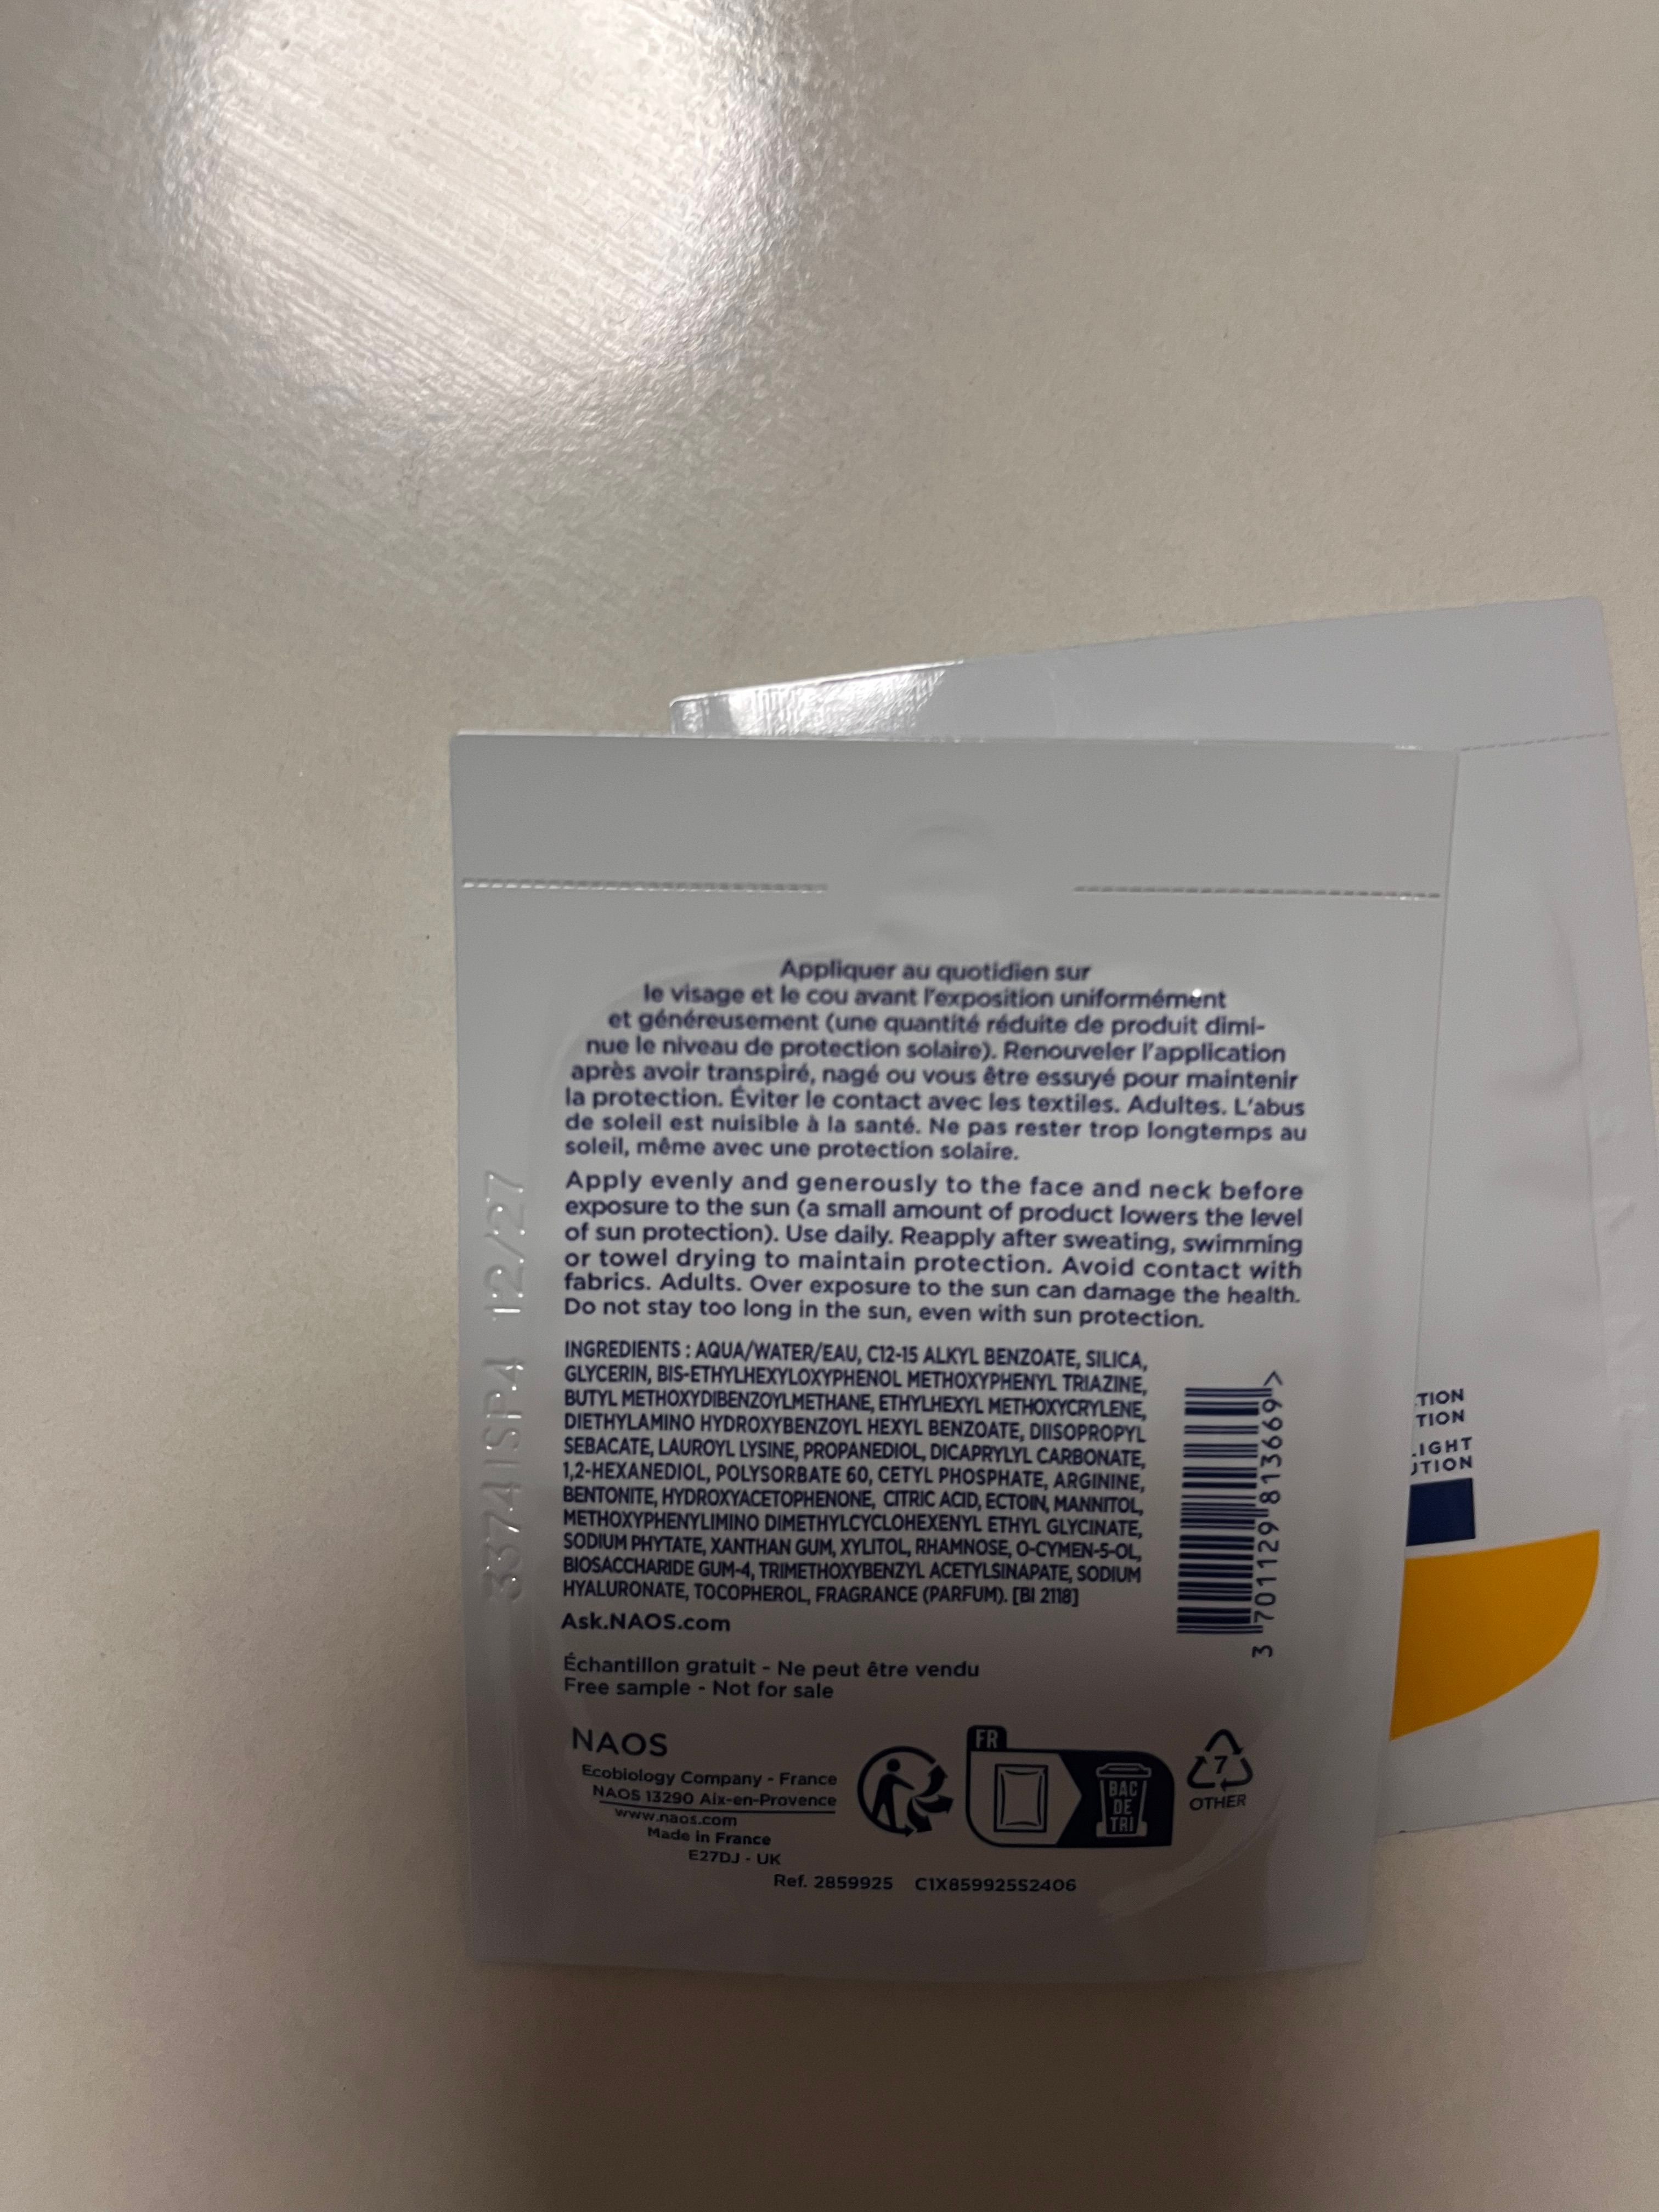 Appliquer au quotidien sur
le visage et le cou avant l'exposition uniformément
et généreusement (une quantité réduite de produit dimi-
nue le niveau de protection solaire). Renouveler l'application
après avoir transpiré, nagé ou vous être essuyé pour maintenir
la protection. Éviter le contact avec les textiles. Adultes. L'abus
de soleil est nuisible à la santé. Ne pas rester trop longtemps au
soleil, même avec une protection solaire.
Apply evenly and generously to the face and neck before
exposure to the sun (a small amount of product lowers the level
of sun protection). Use daily. Reapply after sweating, swimming
or towel drying to maintain protection. Avoid contact with
fabrics. Adults. Over exposure to the sun can damage the health.
Do not stay too long in the sun, even with sun protection.
INGREDIENTS : AQUA/WATER/EAU, C12-15 ALKYL BENZOATE, SILICA,
GLYCERIN, BIS-ETHYLHEXYLOXYPHENOL METHOXYPHENYL TRIAZINE,
BUTYL METHOXYDIBENZOYLMETHANE, ETHYLHEXYL METHOXYCRYLENE,
DIETHYLAMINO HYDROXYBENZOYL HEXYL BENZOATE, DIISOPROPYL
SEBACATE, LAUROYL LYSINE, PROPANEDIOL, DICAPRYLYL CARBONATE,
1,2-HEXANEDIOL, POLYSORBATE 60, CETYL PHOSPHATE, ARGININE,
BENTONITE, HYDROXYACETOPHENONE, CITRIC ACID, ECTOIN, MANNITOL,
METHOXYPHENYLIMINO DIMETHYLCYCLOHEXENYL ETHYL GLYCINATE,
SODIUM PHYTATE, XANTHAN GUM, XYLITOL, RHAMNOSE, O-CYMEN-5-OL,
BIOSACCHARIDE GUM-4, TRIMETHOXYBENZYL ACETYLSINAPATE, SODIUM
HYALURONATE, TOCOPHEROL, FRAGRANCE (PARFUM). [BI 2118]
Ask.NAOS.com
Échantillon gratuit - Ne peut être vendu
Free sample - Not for sale
NAOS
Ecobiology Company - France
NAOS 13290 Aix-en-Provence
www.naos.com
Made in France
E27DJ - UK
Ref. 2859925 C1X859925S2406
FR
BAC
DE
TRI
7
OTHER
3 701129 813669 >
33741SP4 12/27
TION
TION
IGHT
UTION